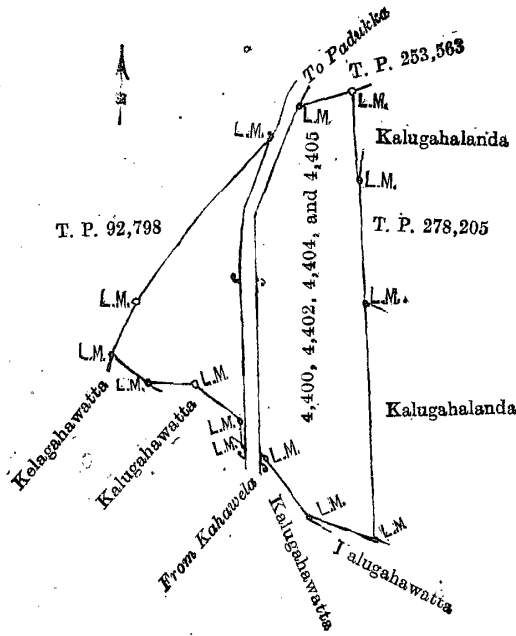 To Padukka
T. P. 253,563
L.M.
L.M.
L.M.
Kalugahalanda
L.M.
T. P. 92,798
T. P. 278,205
4,400, 4,402, 4,404, and 4,405
L.M.
L.M.
L.M.
L.M.
L.M.
Kelagahawatta
Kalugahawatta
Kalugahalanda
L.M.
L.M.
L.M.
From Kahawela
Kalugahawatta
L.M.
L.M
alugahawatta